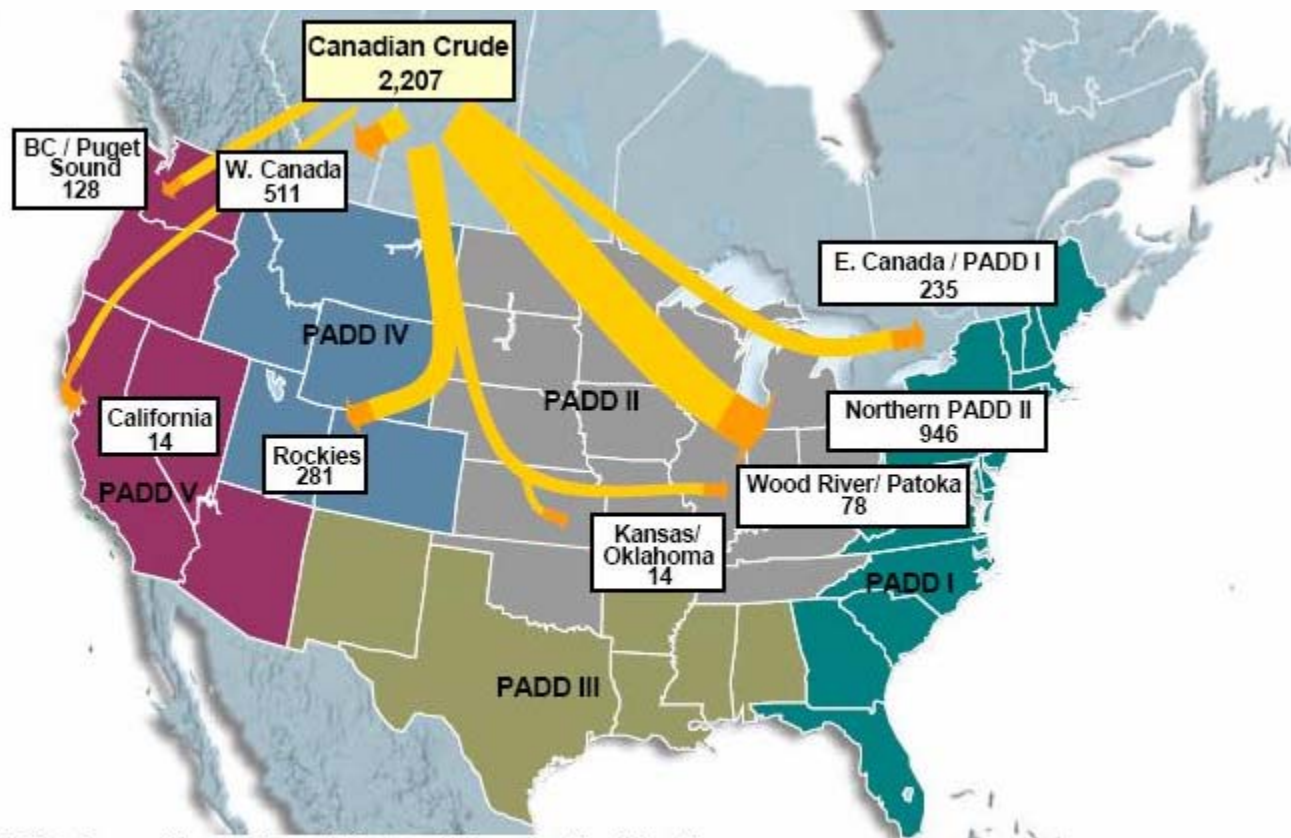 Canadian Crude
2,207
BC / Puget
Sound
128
W. Canada
511
E. Canada / PADD I
235
PADD IV
PADD II
Northern PADD II
946
California
14
PADD V
Rockies
281
Wood River/ Patoka
78
Kansas/
Oklahoma
14
PADD I
PADD III